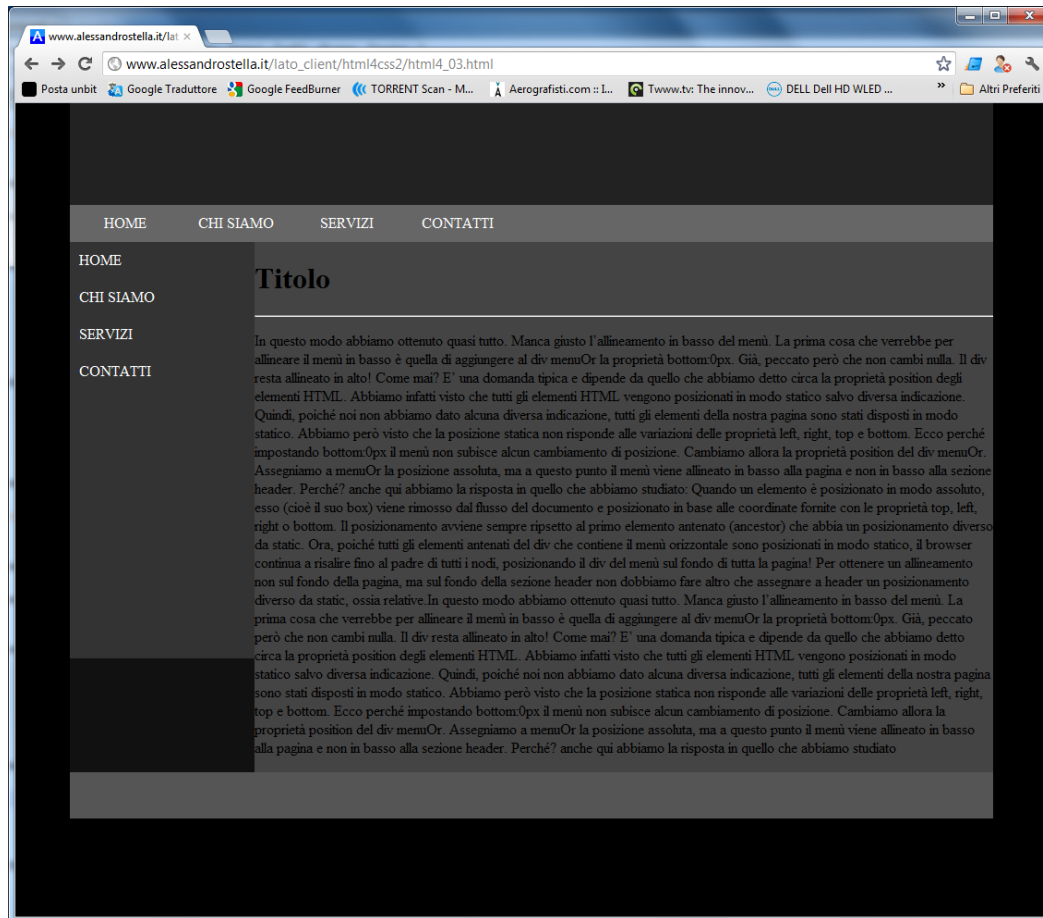 www.alessandrostella.it/lat
www.alessandrostella.it/lato_client/html4css2/html4_03.html
Posta unbit Google Traduttore Google FeedBurner TORRENT Scan - M... Aerografisti.com :: I... Twww.tv: The innov... DELL Dell HD WLED ... » Altri Preferiti
HOME CHI SIAMO SERVIZI CONTATTI
HOME
CHI SIAMO
SERVIZI
CONTATTI
Titolo
In questo modo abbiamo ottenuto quasi tutto. Manca giusto l'allineamento in basso del menù. La prima cosa che verrebbe per
allineare il menù in basso è quella di aggiungere al div menuOr la proprietà bottom:0px. Già, peccato però che non cambi nulla. Il div
resta allineato in alto! Come mai? E' una domanda tipica e dipende da quello che abbiamo detto circa la proprietà position degli
elementi HTML. Abbiamo infatti visto che tutti gli elementi HTML vengono posizionati in modo statico salvo diversa indicazione.
Quindi, poiché noi non abbiamo dato alcuna diversa indicazione, tutti gli elementi della nostra pagina sono stati disposti in modo
statico. Abbiamo però visto che la posizione statica non risponde alle variazioni delle proprietà left, right, top e bottom. Ecco perché
impostando bottom:0px il menù non subisce alcun cambiamento di posizione. Cambiamo allora la proprietà position del div menuOr.
Assegniamo a menuOr la posizione assoluta, ma a questo punto il menù viene allineato in basso alla pagina e non in basso alla sezione
header. Perché? anche qui abbiamo la risposta in quello che abbiamo studiato: Quando un elemento è posizionato in modo assoluto,
esso (cioè il suo box) viene rimosso dal flusso del documento e posizionato in base alle coordinate fornite con le proprietà top, left,
right o bottom. Il posizionamento avviene sempre ripsetto al primo elemento antenato (ancestor) che abbia un posizionamento diverso
da static. Ora, poiché tutti gli elementi antenati del div che contiene il menù orizzontale sono posizionati in modo statico, il browser
continua a risalire fino al padre di tutti i nodi, posizionando il div del menù sul fondo di tutta la pagina! Per ottenere un allineamento
non sul fondo della pagina, ma sul fondo della sezione header non dobbiamo fare altro che assegnare a header un posizionamento
diverso da static, ossia relative.In questo modo abbiamo ottenuto quasi tutto. Manca giusto l'allineamento in basso del menù. La
prima cosa che verrebbe per allineare il menù in basso è quella di aggiungere al div menuOr la proprietà bottom:0px. Già, peccato
però che non cambi nulla. Il div resta allineato in alto! Come mai? E' una domanda tipica e dipende da quello che abbiamo detto
circa la proprietà position degli elementi HTML. Abbiamo infatti visto che tutti gli elementi HTML vengono posizionati in modo
statico salvo diversa indicazione. Quindi, poiché noi non abbiamo dato alcuna diversa indicazione, tutti gli elementi della nostra pagina
sono stati disposti in modo statico. Abbiamo però visto che la posizione statica non risponde alle variazioni delle proprietà left, right,
top e bottom. Ecco perché impostando bottom:0px il menù non subisce alcun cambiamento di posizione. Cambiamo allora la
proprietà position del div menuOr. Assegniamo a menuOr la posizione assoluta, ma a questo punto il menù viene allineato in basso
alla pagina e non in basso alla sezione header. Perché? anche qui abbiamo la risposta in quello che abbiamo studiato